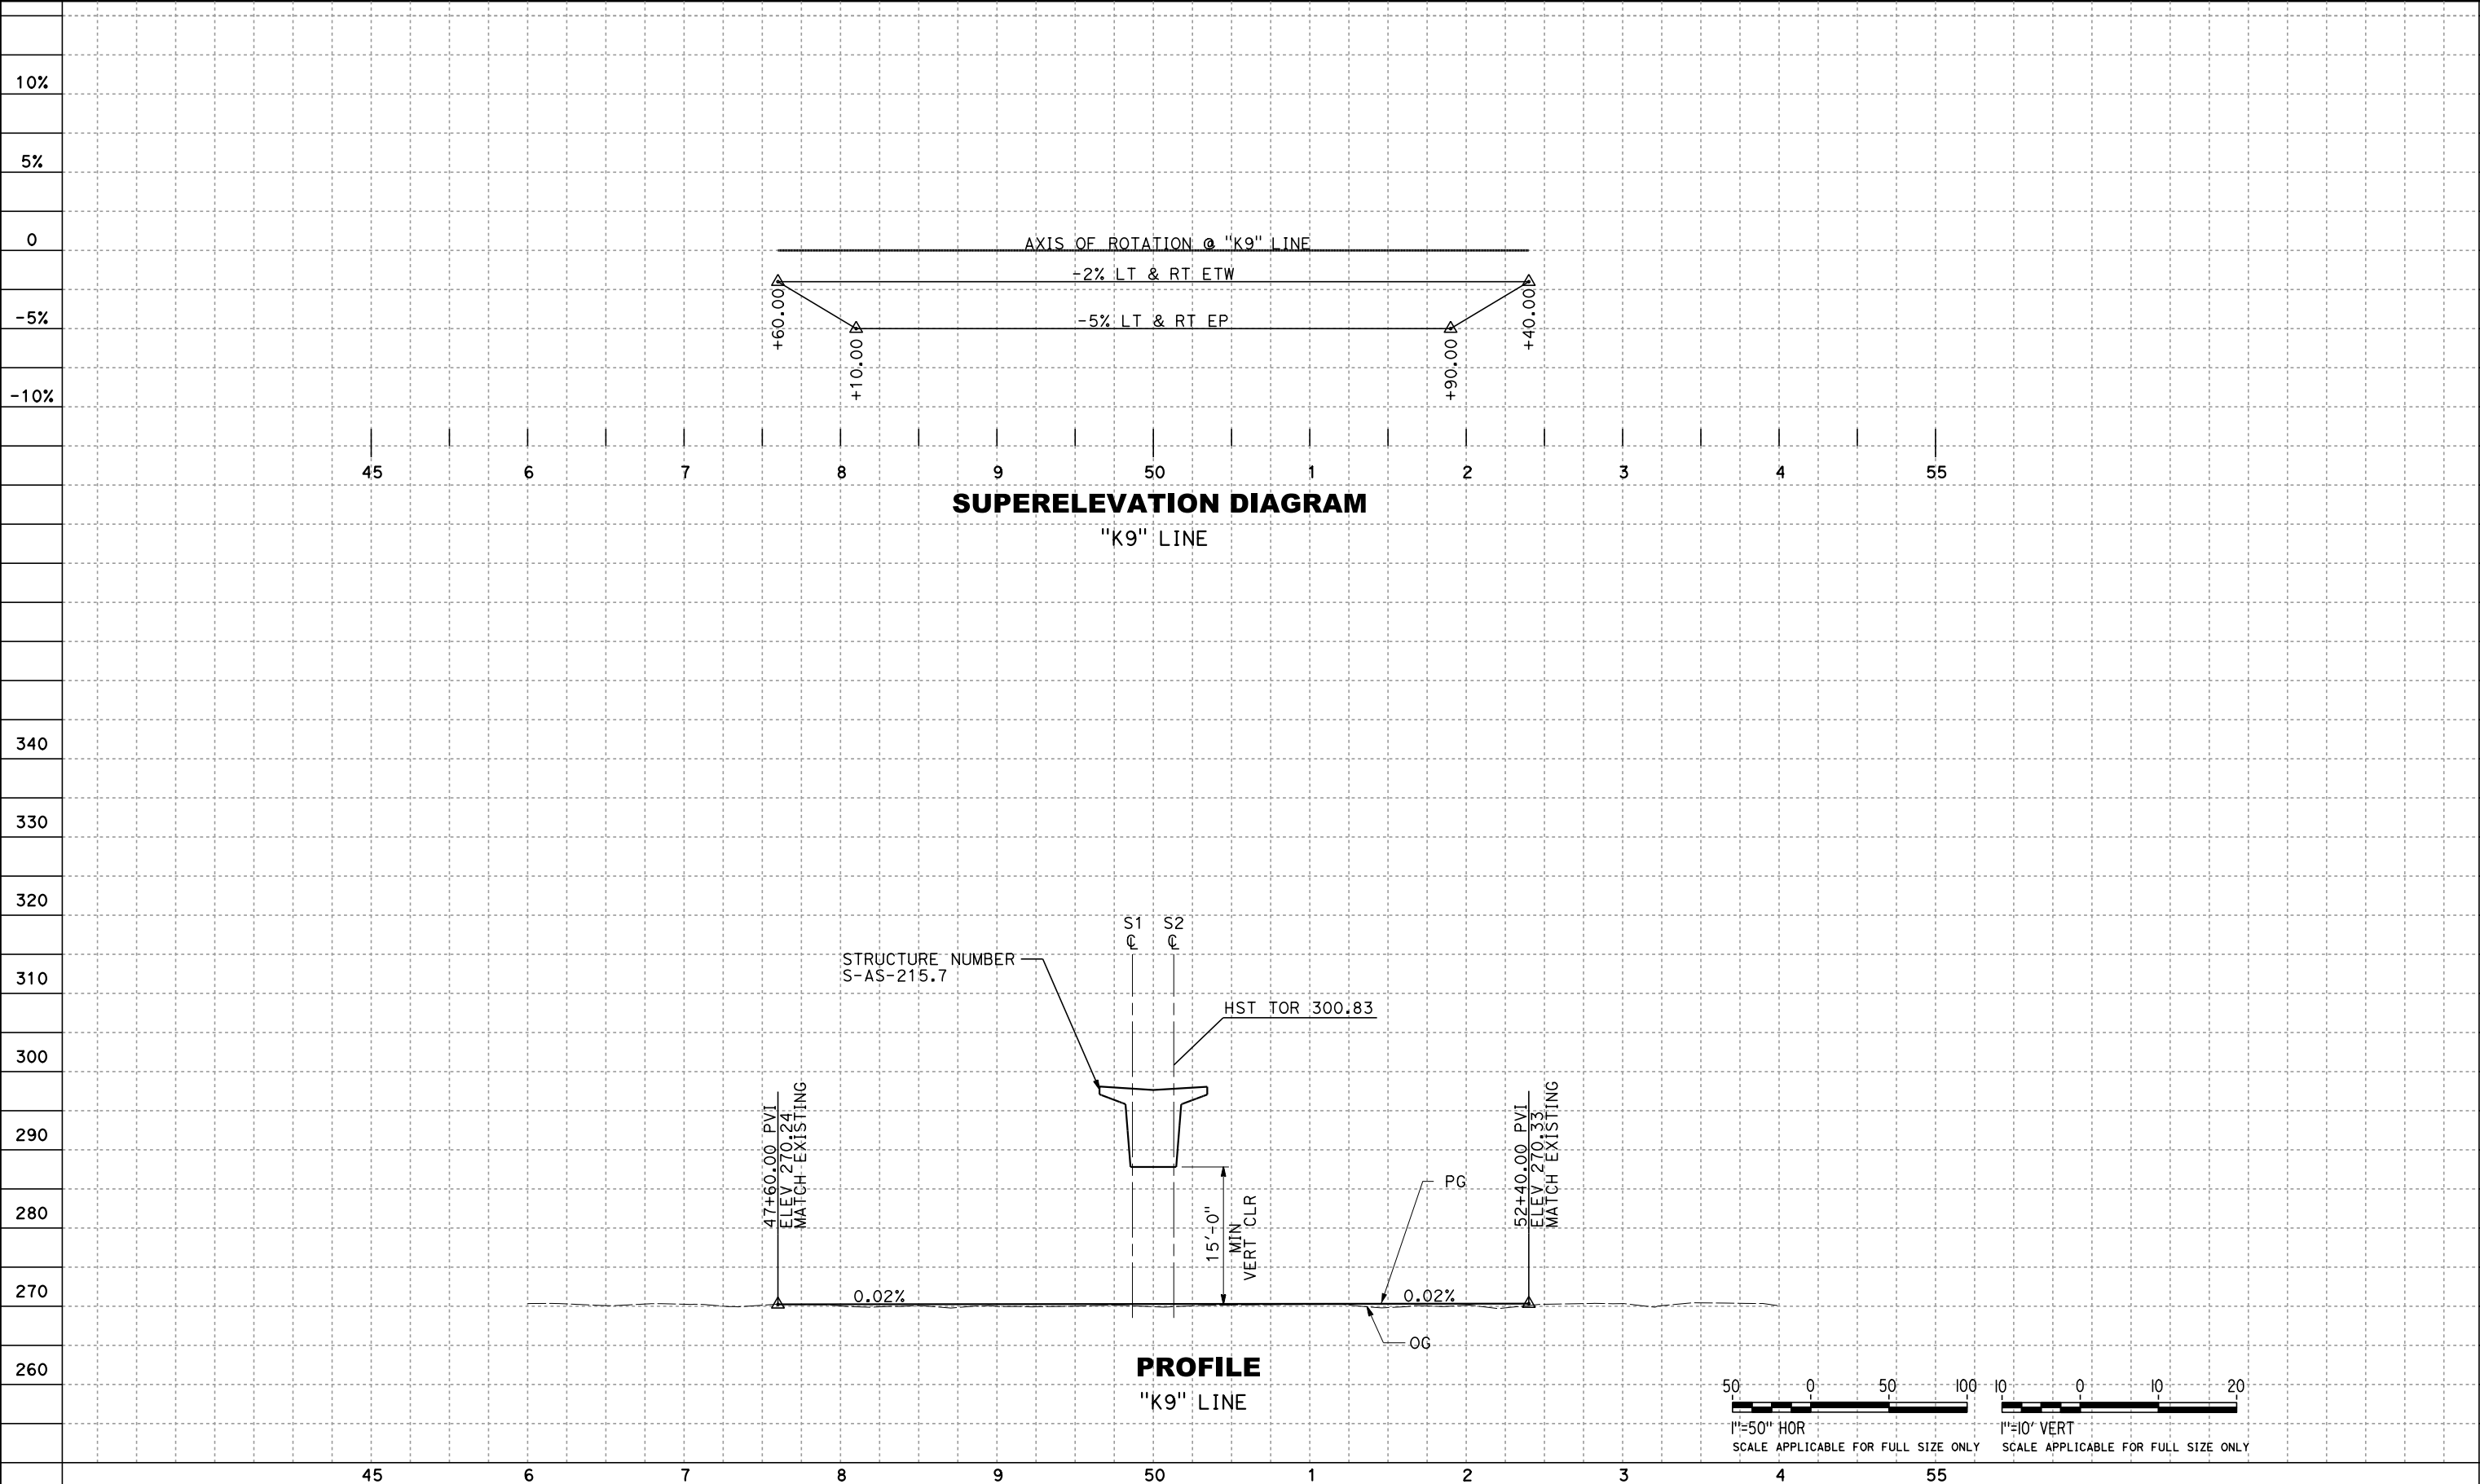 10%
5%
0
-5%
-10%
AXIS OF ROTATION @ "K9" LINE
-2% LT & RT ETW
-5% LT & RT EP
+60.00
+10.00
+90.00
+40.00
45 6 7 8 9 50 1 2 3 4 55
SUPERELEVATION DIAGRAM
"K9" LINE
340
330
320
310
300
290
280
270
260
S1 S2
℄ ℄
STRUCTURE NUMBER
S-AS-215.7
HST TOR 300.83
47+60.00 PVI
ELEV 270.24
MATCH EXISTING
15'-0"
MIN
VERT CLR
PG
52+40.00 PVI
ELEV 270.33
MATCH EXISTING
0.02%
0.02%
OG
PROFILE
"K9" LINE
50 0 50 100
1"=50" HOR
SCALE APPLICABLE FOR FULL SIZE ONLY
10 0 10 20
1"=10' VERT
SCALE APPLICABLE FOR FULL SIZE ONLY
45 6 7 8 9 50 1 2 3 4 55